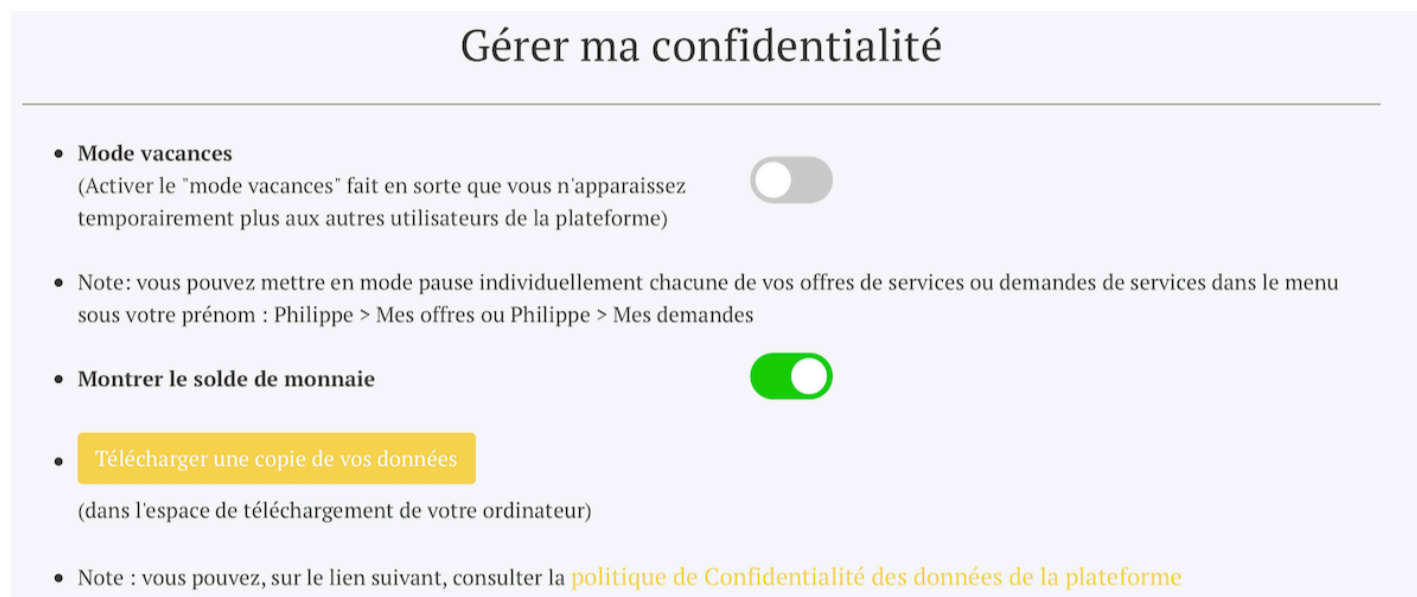 Gérer ma confidentialité
Mode vacances
(Activer le "mode vacances" fait en sorte que vous n'apparaissez
temporairement plus aux autres utilisateurs de la plateforme)
Note: vous pouvez mettre en mode pause individuellement chacune de vos offres de services ou demandes de services dans le menu
sous votre prénom : Philippe > Mes offres ou Philippe > Mes demandes
Montrer le solde de monnaie
Télécharger une copie de vos données
(dans l'espace de téléchargement de votre ordinateur)
Note : vous pouvez, sur le lien suivant, consulter la politique de Confidentialité des données de la plateforme